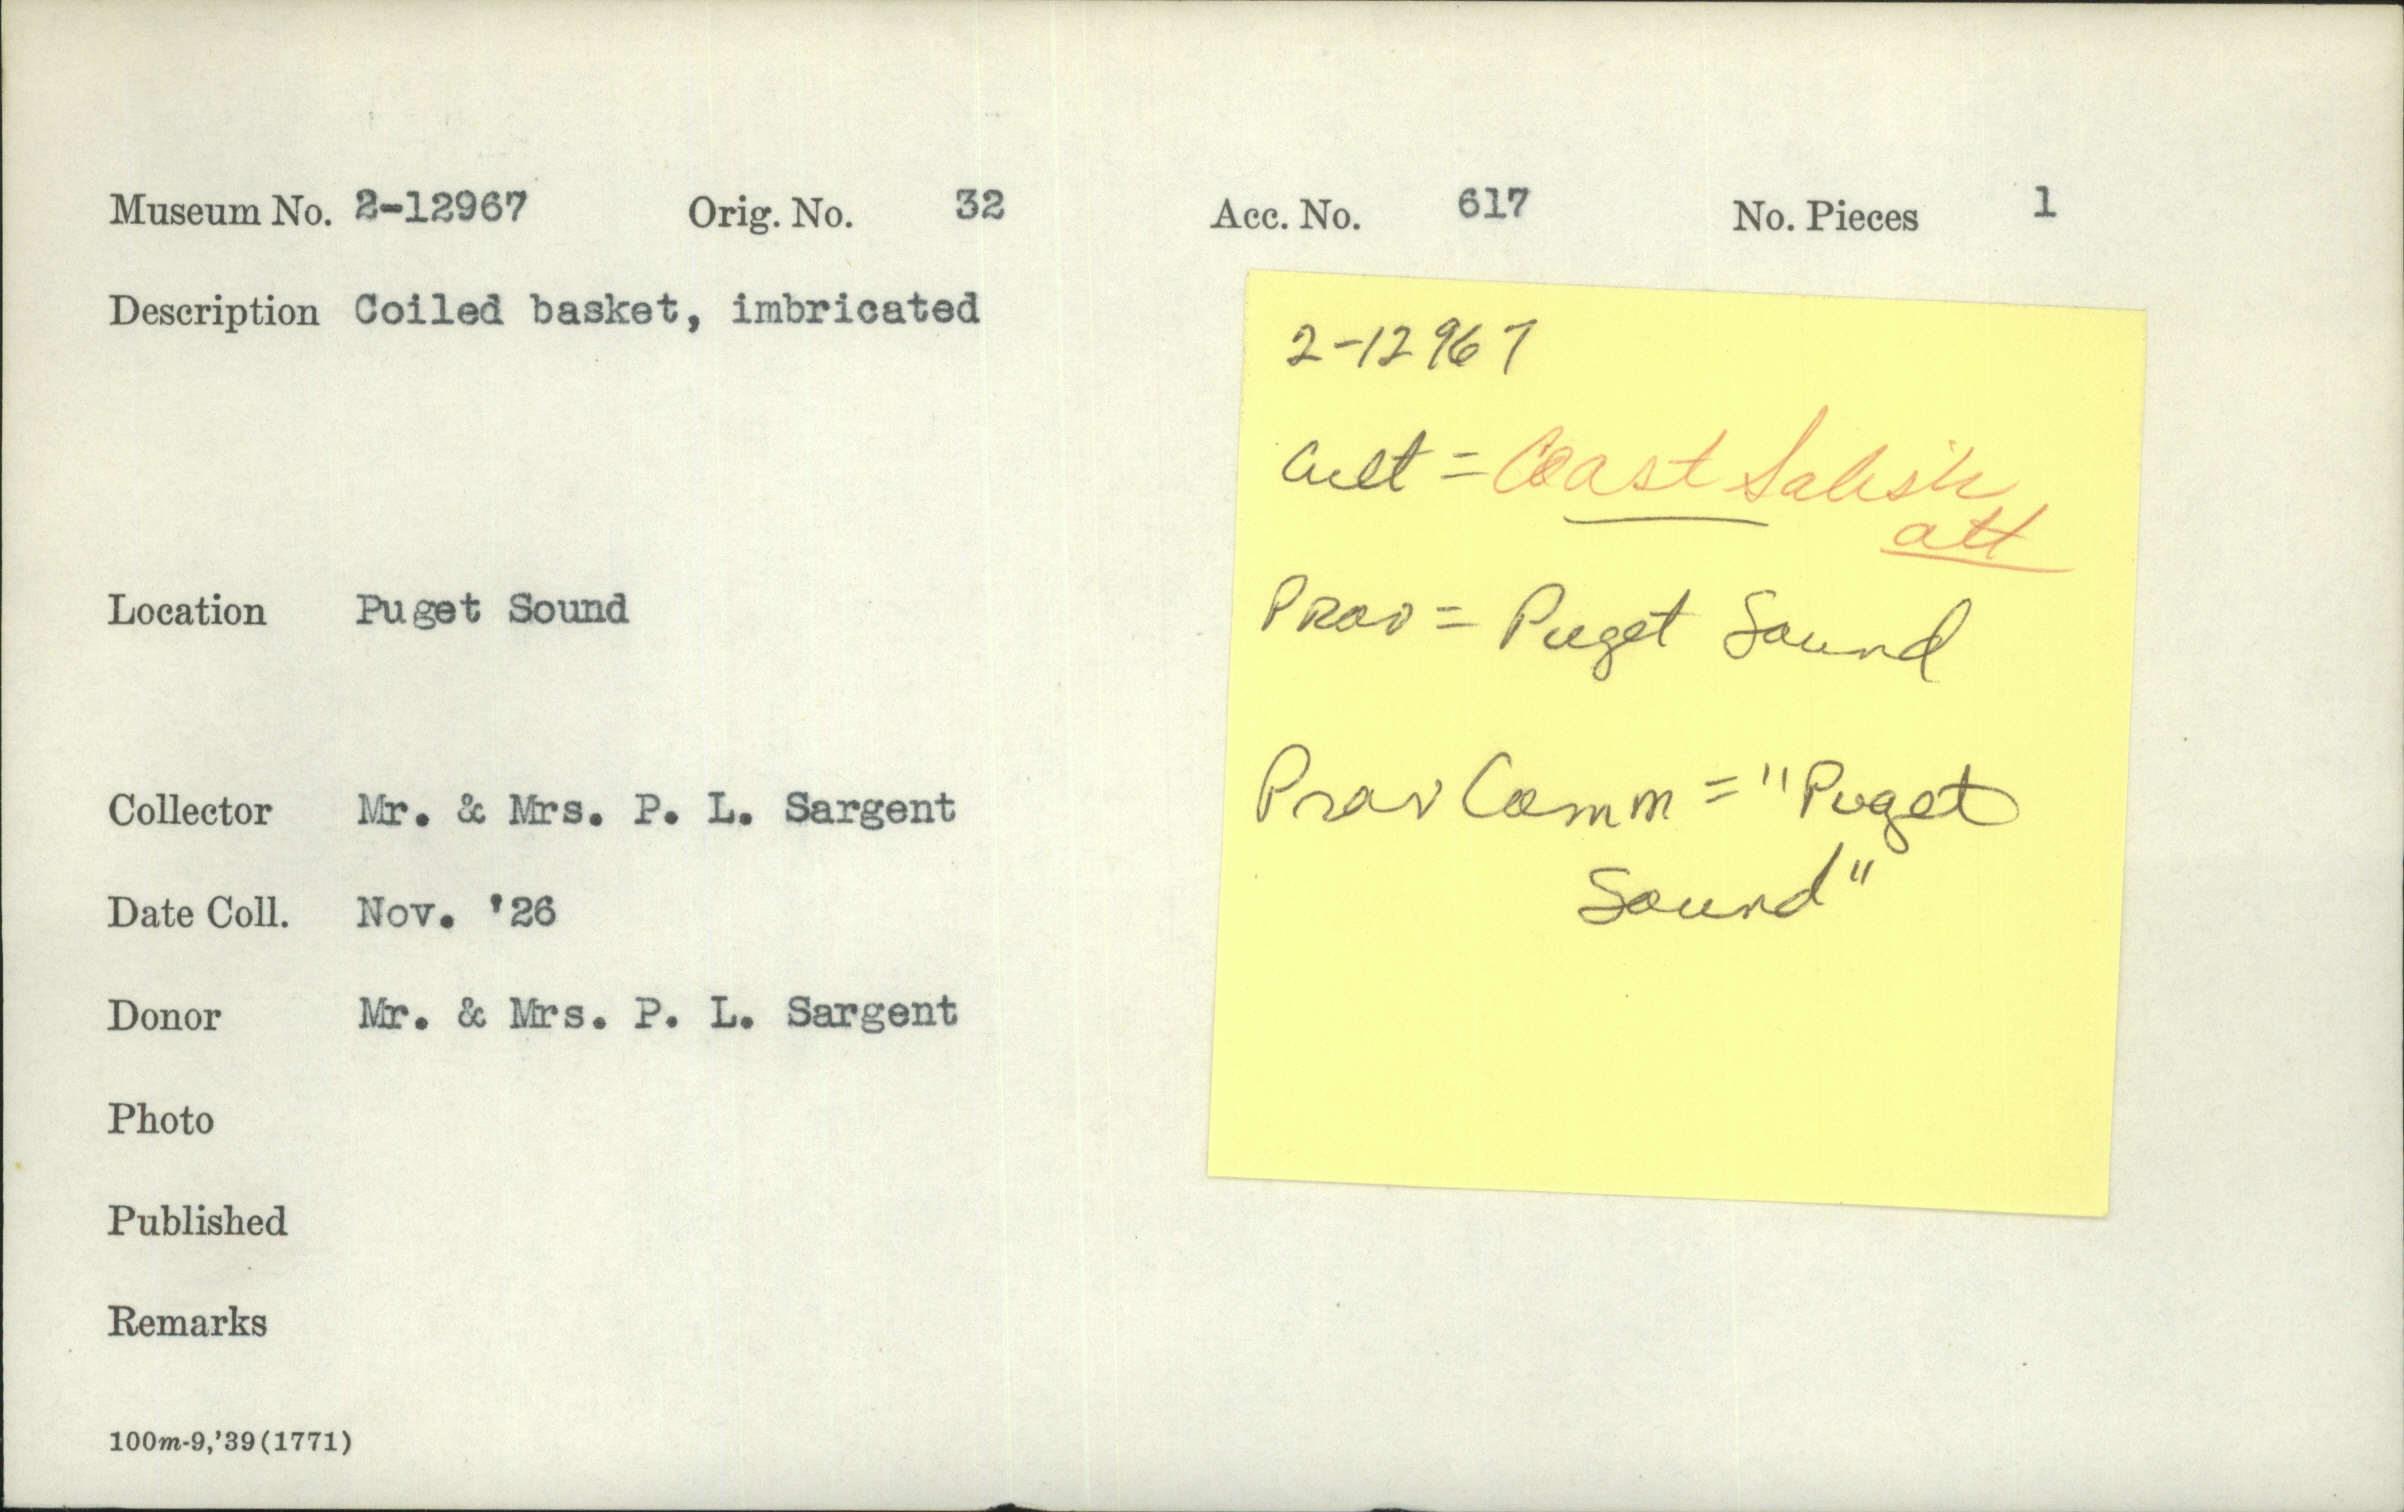 Museum No. 2-12967 Orig. No. 32 Acc. No. 617 No. Pieces 1
Description Coiled basket, imbricated
Location Puget Sound
Collector Mr. & Mrs. P. L. Sargent
Date Coll. Nov. '26
Donor Mr. & Mrs. P. L. Sargent
Photo
Published
Remarks
100m-9,'39(1771)
2-12967
Cult = Coast Salish
att
Prov = Puget Sound
Prov Comm = "Puget
Sound"